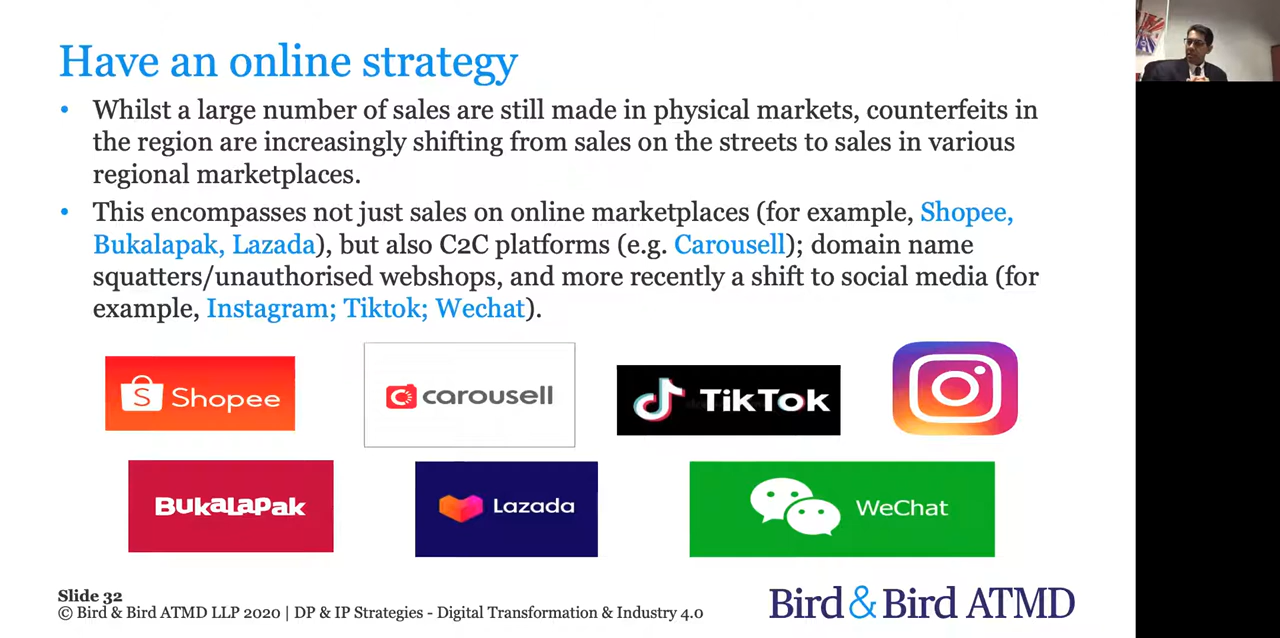 Have an online strategy
• Whilst a large number of sales are still made in physical markets, counterfeits in
the region are increasingly shifting from sales on the streets to sales in various
regional marketplaces.
• This encompasses not just sales on online marketplaces (for example, Shopee,
Bukalapak, Lazada), but also C2C platforms (e.g. Carousell); domain name
squatters/unauthorised webshops, and more recently a shift to social media (for
example, Instagram; Tiktok; Wechat).
S Shopee
carousell
TikTok
BUKaLaPaK
Lazada
WeChat
Slide 32
© Bird & Bird ATMD LLP 2020 | DP & IP Strategies - Digital Transformation & Industry 4.0
Bird & Bird ATMD